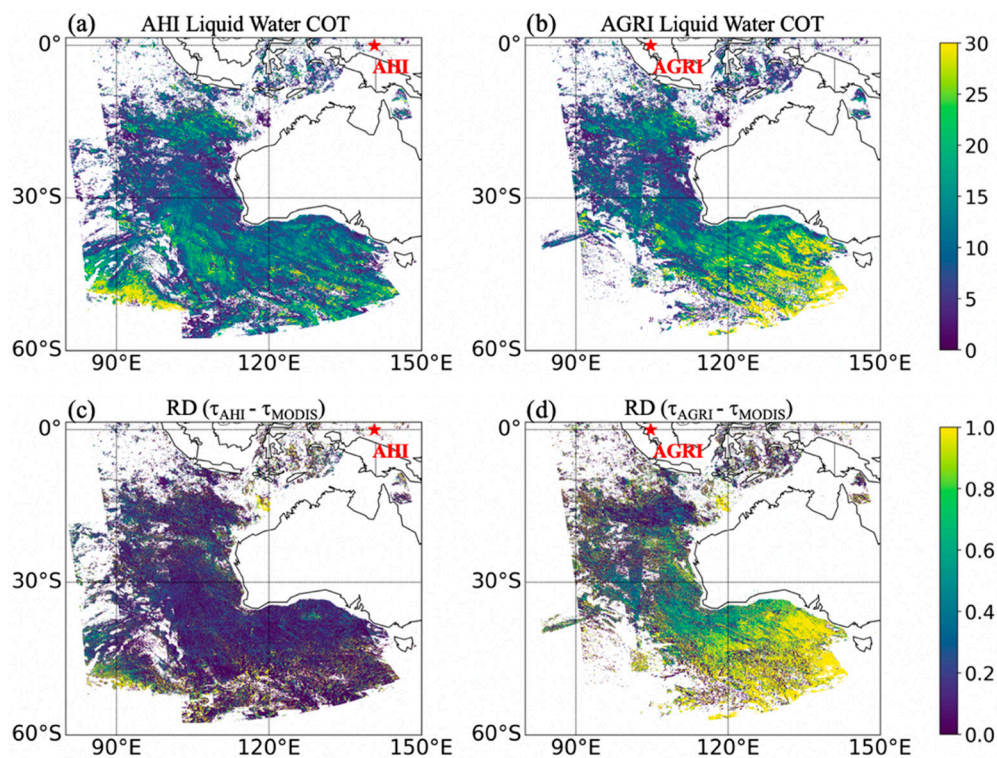 (a) AHI Liquid Water COT
(b) AGRI Liquid Water COT
0°
AHI
30°S
60°S
90°E 120°E 150°E
0°
AGRI
30°S
60°S
90°E 120°E 150°E
30
25
20
15
10
5
0
(c) RD (τAHI - τMODIS)
(d) RD (τAGRI - τMODIS)
0°
AHI
30°S
60°S
90°E 120°E 150°E
0°
AGRI
30°S
60°S
90°E 120°E 150°E
1.0
0.8
0.6
0.4
0.2
0.0